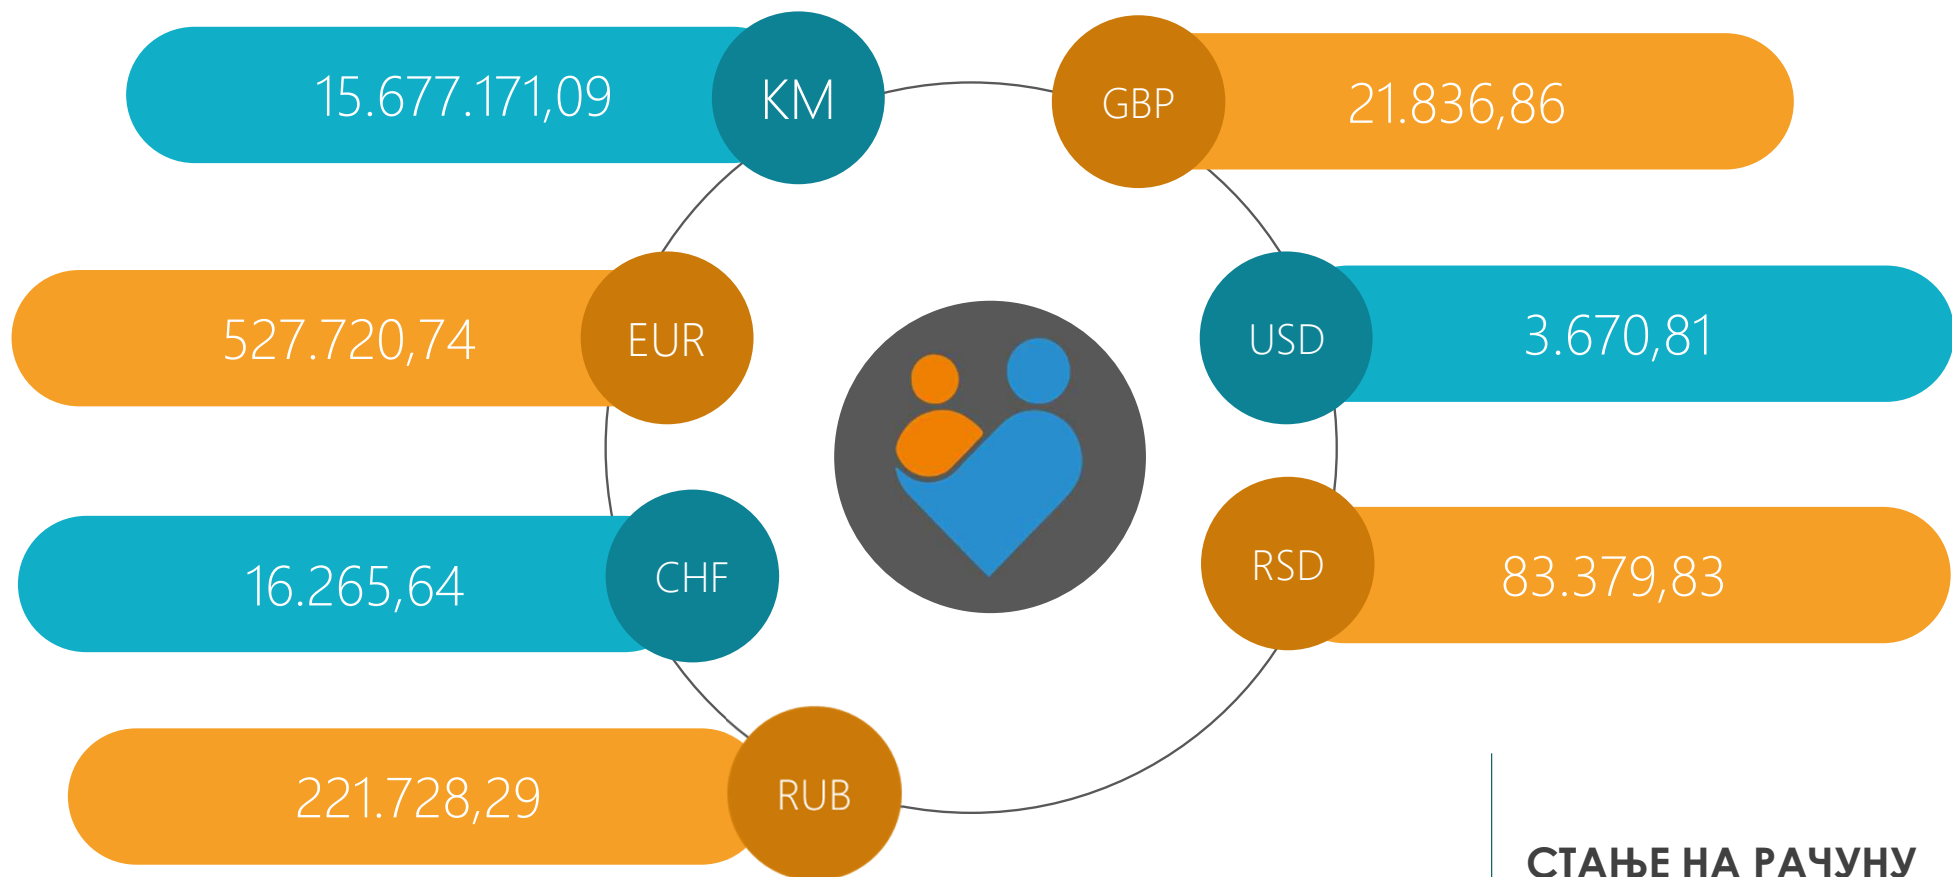 15.677.171,09
KM
GBP
21.836,86
527.720,74
EUR
USD
3.670,81
16.265,64
CHF
RSD
83.379,83
221.728,29
RUB
СТАЊЕ НА РАЧУНУ